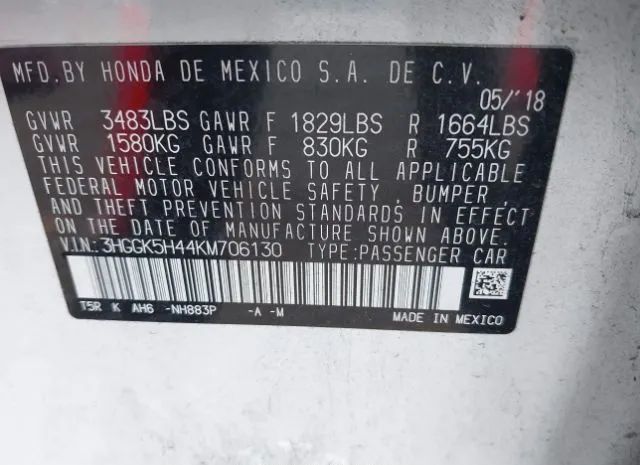 MFD.BY HONDA DE MEXICO S.A. DE C.V.
05/'18
GVWR 3483LBS GAWR F 1829LBS R 1664LBS
GVWR 1580KG GAWR F 830KG R 755KG
THIS VEHICLE CONFORMS TO ALL APPLICABLE
FEDERAL MOTOR VEHICLE SAFETY , BUMPER ,
AND THEFT PREVENTION STANDARDS IN EFFECT
ON THE DATE OF MANUFACTURE SHOWN ABOVE.
V.I.N.:3HGGK5H44KM706130 TYPE:PASSENGER CAR
T5R K AH6 -NH883P -A -M
MADE IN MEXICO